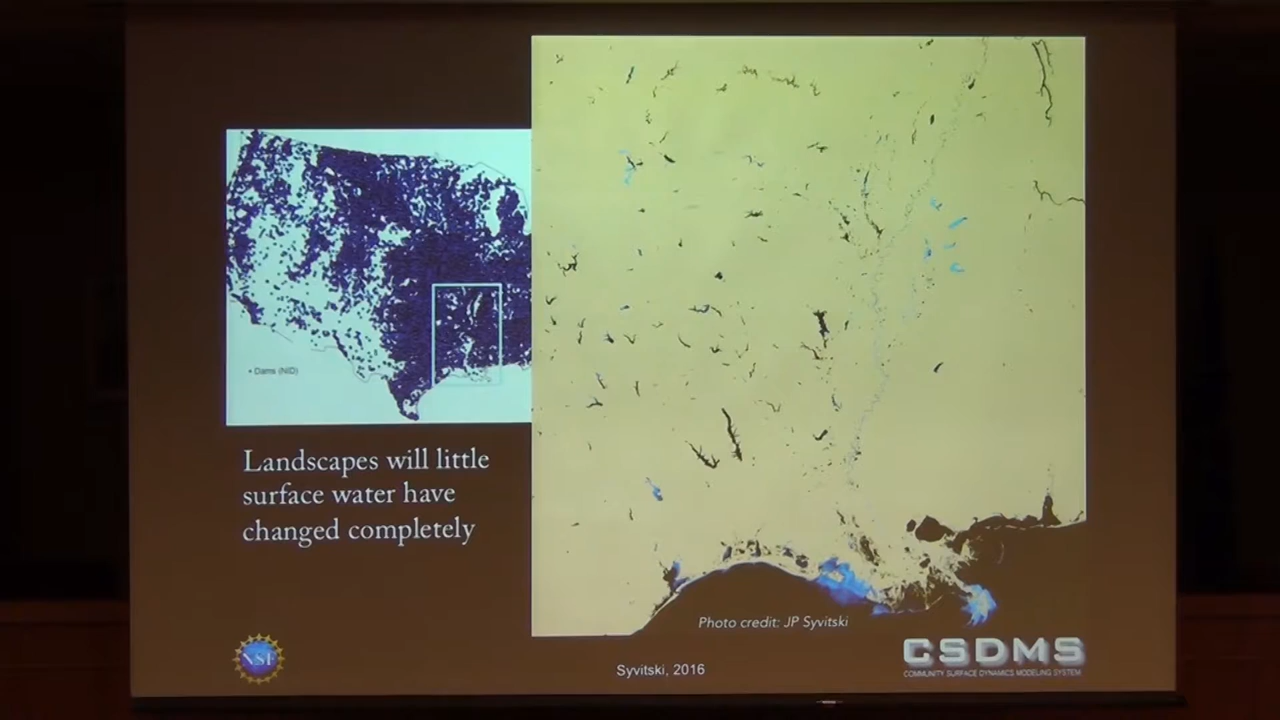 • Dams (NID)
Landscapes will little
surface water have
changed completely
Photo credit: JP Syvitski
NSF
Syvitski, 2016
CSDMS
COMMUNITY SURFACE DYNAMICS MODELING SYSTEM